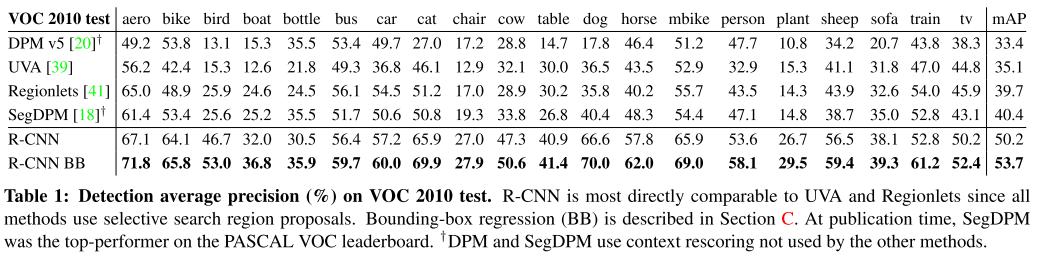 VOC 2010 test aero bike bird boat bottle bus car cat chair cow table dog horse mbike person plant sheep sofa train tv mAP
DPM v5 [20]† 49.2 53.8 13.1 15.3 35.5 53.4 49.7 27.0 17.2 28.8 14.7 17.8 46.4 51.2 47.7 10.8 34.2 20.7 43.8 38.3 33.4
UVA [39] 56.2 42.4 15.3 12.6 21.8 49.3 36.8 46.1 12.9 32.1 30.0 36.5 43.5 52.9 32.9 15.3 41.1 31.8 47.0 44.8 35.1
Regionlets [41] 65.0 48.9 25.9 24.6 24.5 56.1 54.5 51.2 17.0 28.9 30.2 35.8 40.2 55.7 43.5 14.3 43.9 32.6 54.0 45.9 39.7
SegDPM [18]† 61.4 53.4 25.6 25.2 35.5 51.7 50.6 50.8 19.3 33.8 26.8 40.4 48.3 54.4 47.1 14.8 38.7 35.0 52.8 43.1 40.4
R-CNN 67.1 64.1 46.7 32.0 30.5 56.4 57.2 65.9 27.0 47.3 40.9 66.6 57.8 65.9 53.6 26.7 56.5 38.1 52.8 50.2 50.2
R-CNN BB 71.8 65.8 53.0 36.8 35.9 59.7 60.0 69.9 27.9 50.6 41.4 70.0 62.0 69.0 58.1 29.5 59.4 39.3 61.2 52.4 53.7
Table 1: Detection average precision (%) on VOC 2010 test. R-CNN is most directly comparable to UVA and Regionlets since all
methods use selective search region proposals. Bounding-box regression (BB) is described in Section C. At publication time, SegDPM
was the top-performer on the PASCAL VOC leaderboard. †DPM and SegDPM use context rescoring not used by the other methods.